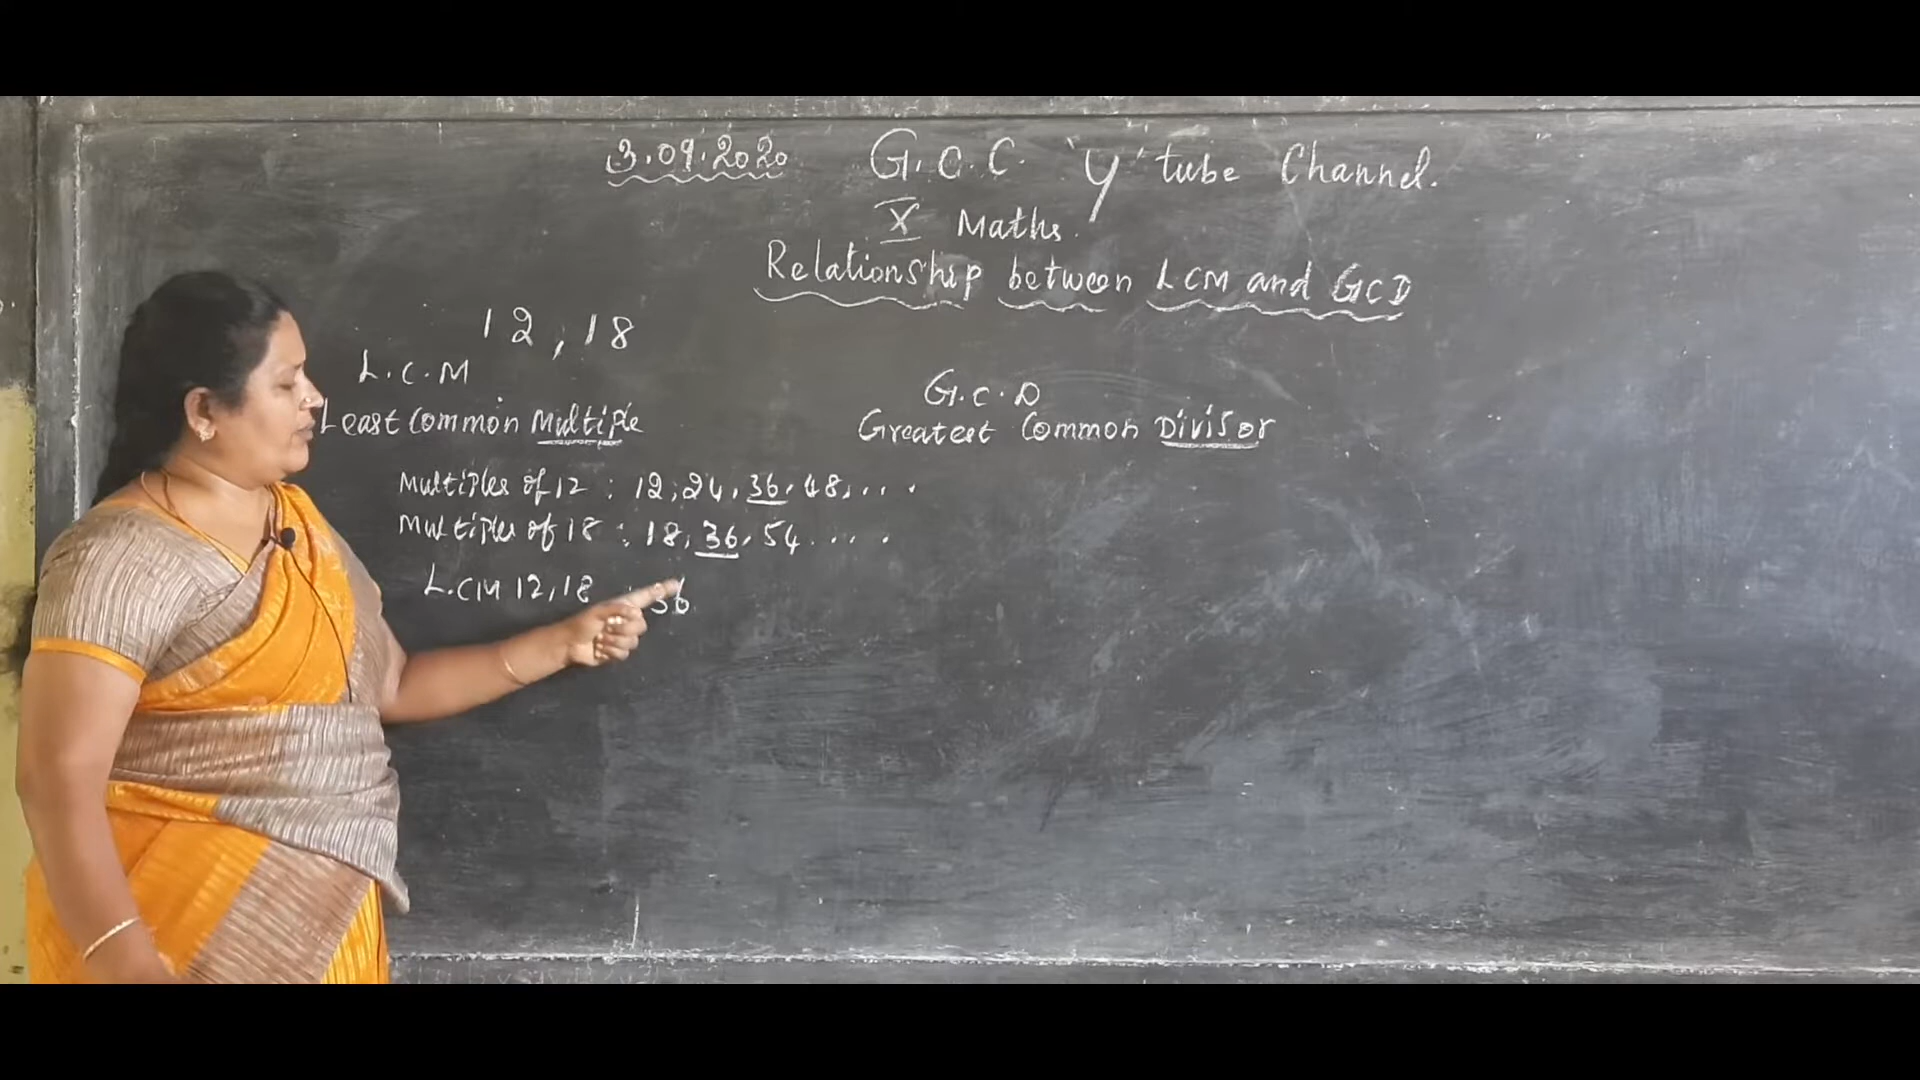 3.09.2020 G.C.C. 'Y' tube Channel.
X Maths.
Relationship between LCM and GCD
12, 18
L.C.M
Least Common Multiple
Multiples of 12 : 12, 24, 36, 48, ...
Multiples of 18 : 18, 36, 54 ....
L.CM 12, 18 : 36
G.C.D
Greatest Common Divisor